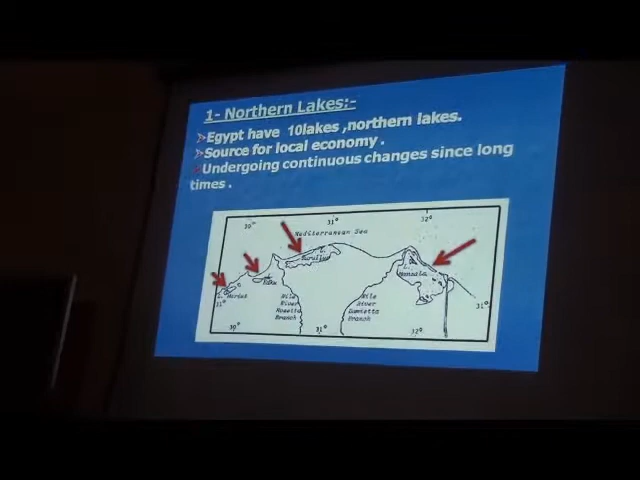 1- Northern Lakes:-
Egypt have 10lakes ,northern lakes.
Source for local economy .
Undergoing continuous changes since long
times .
30° 31° 32°
Mediterranean Sea
L. Burullus
L. Manzala
L. Mariut
31°
31°
Nile River Rosetta Branch
Nile River Damietta Branch
30° 31° 32°